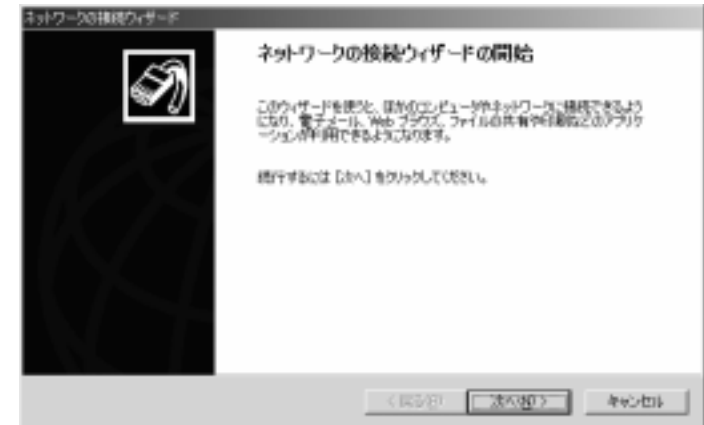 ネットワークの接続ウィザード
ネットワークの接続ウィザードの開始
このウィザードを使うと、ほかのコンピュータやネットワークに接続できるよう
になり、電子メール、Web ブラウズ、ファイルの共有や印刷などのアプリケ
ーションが利用できるようになります。
続行するには [次へ] をクリックしてください。
< 戻る(B)
次へ(N) >
キャンセル